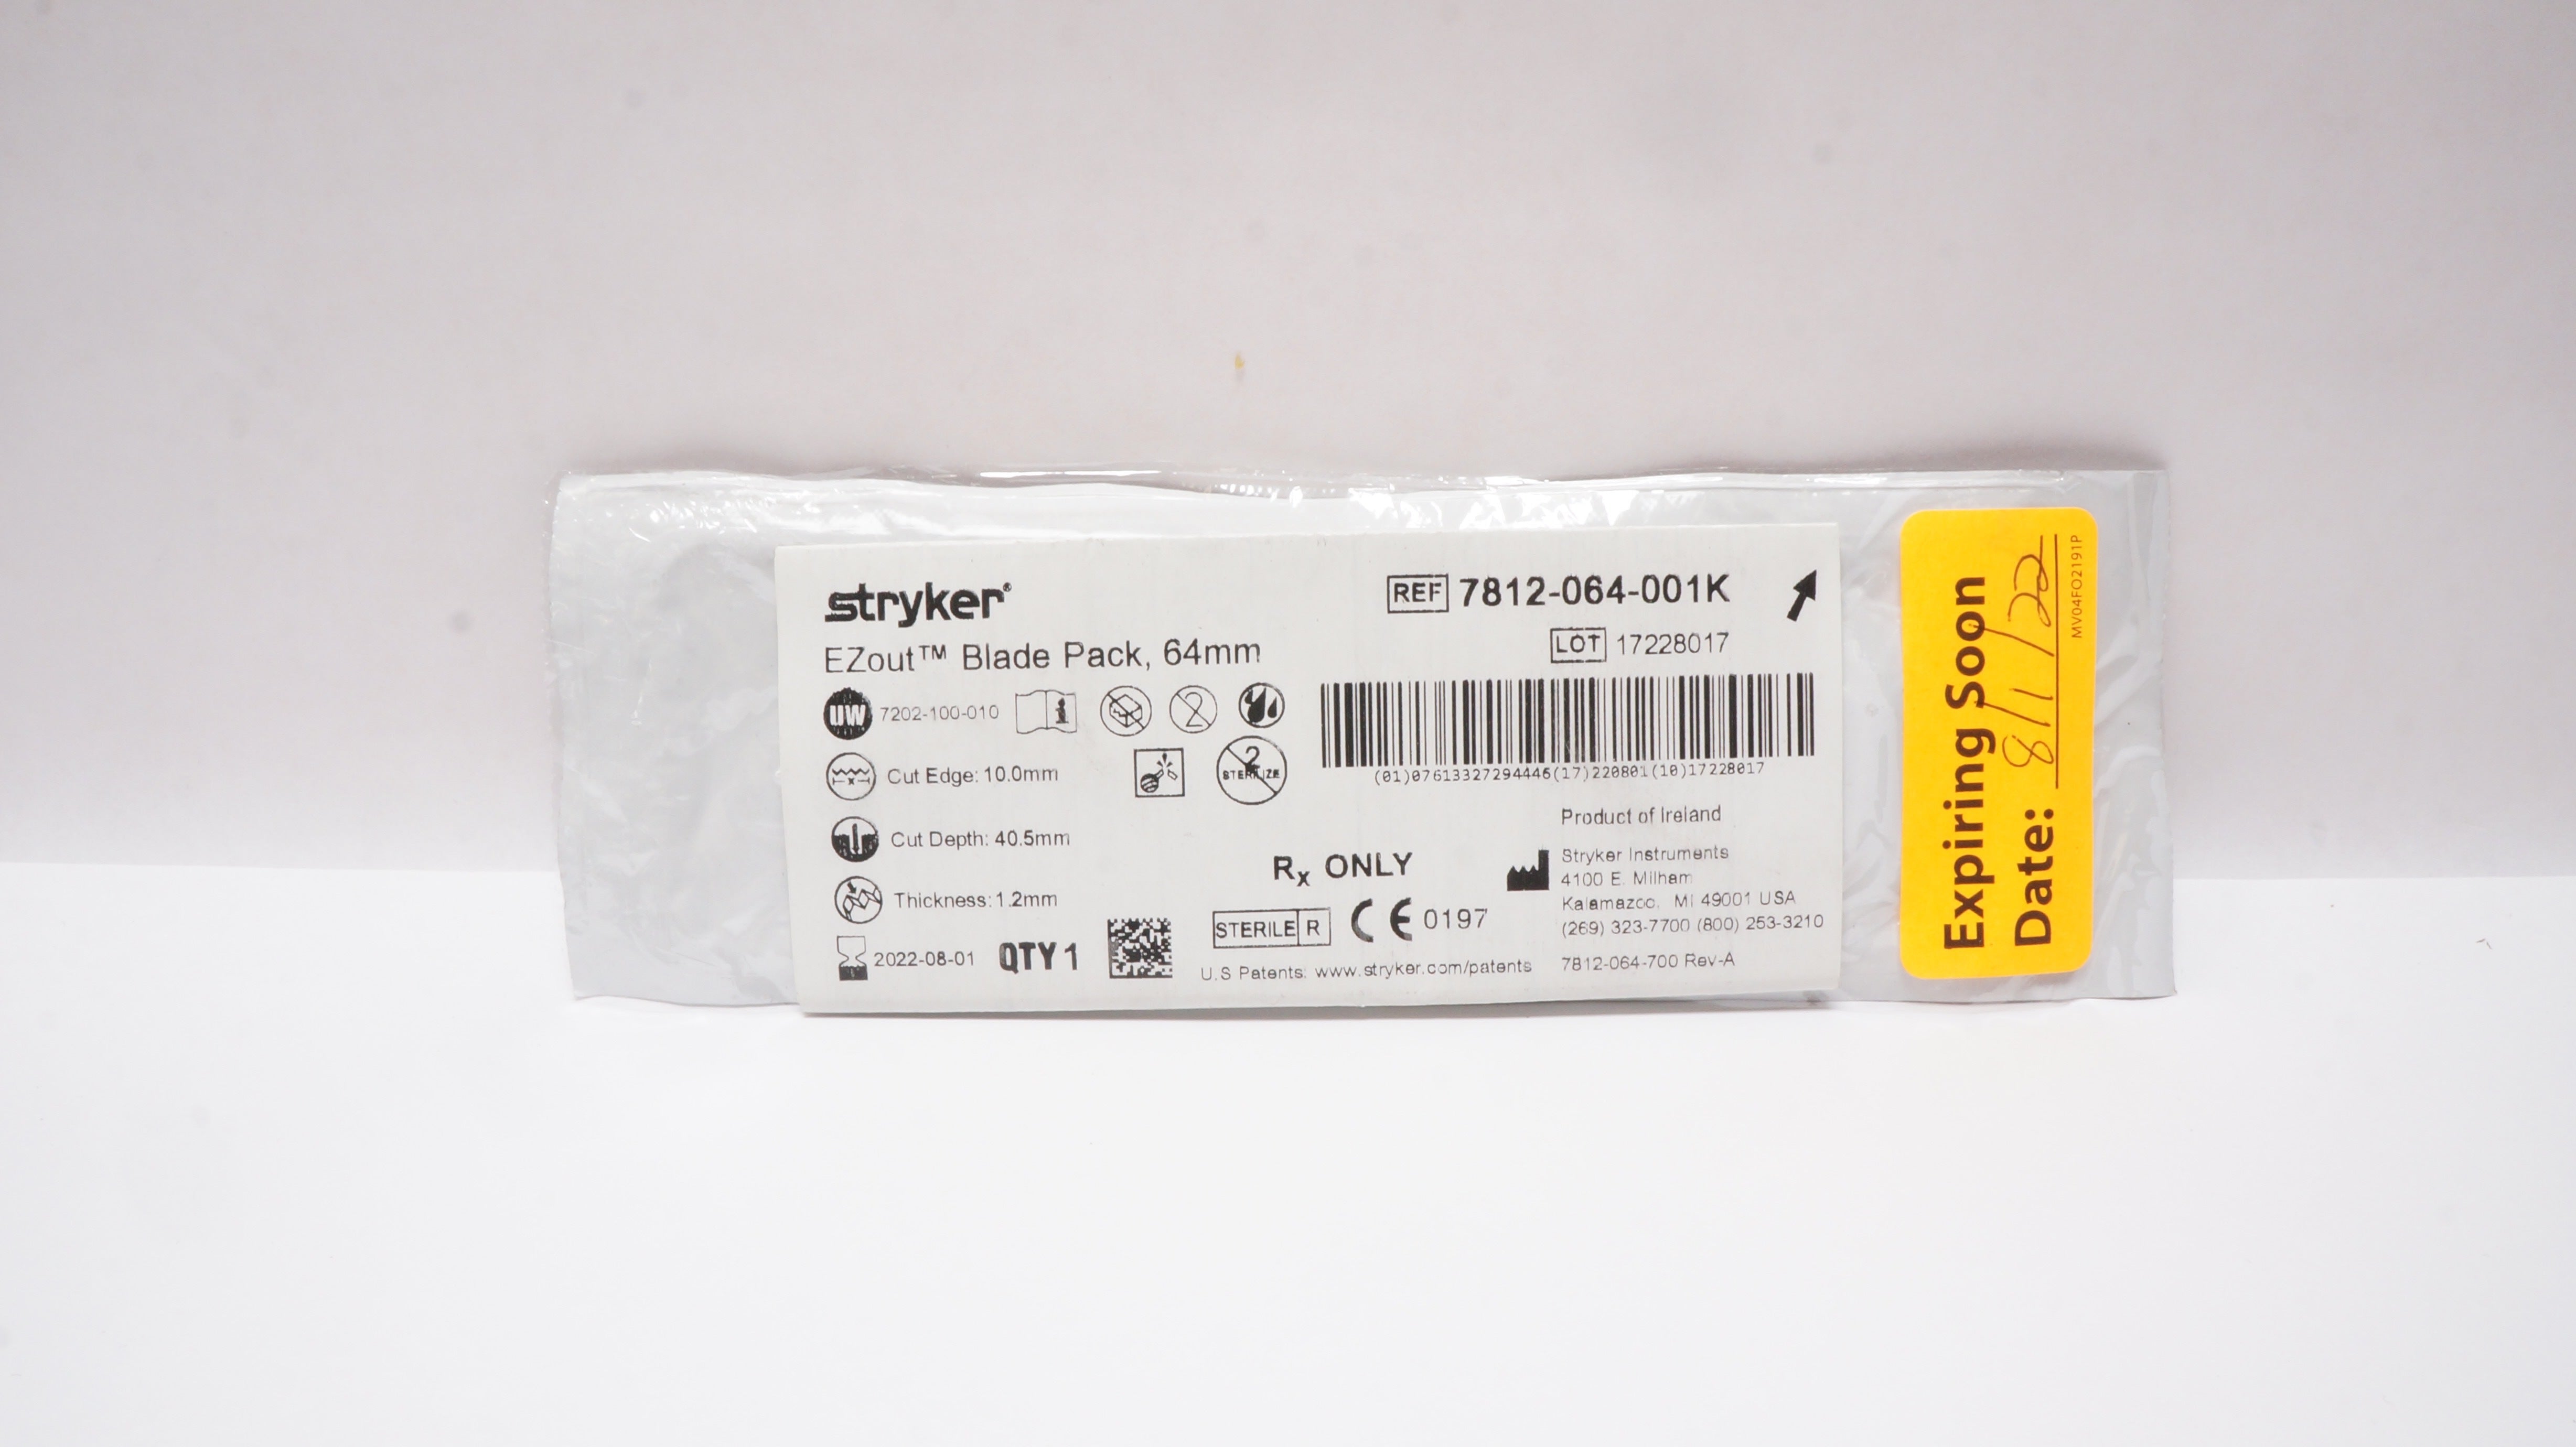 stryker®
EZout™ Blade Pack, 64mm
REF 7812-064-001K
LOT 17228017
UW 7202-100-010
2
Cut Edge: 10.0mm
2
STERILIZE
(01)07613327294446(17)220801(10)17228017
Cut Depth: 40.5mm
Product of Ireland
Thickness: 1.2mm
Rx ONLY
Stryker Instruments
4100 E. Milham
Kalamazoo, MI 49001 USA
(269) 323-7700 (800) 253-3210
STERILE R
CE 0197
2022-08-01 QTY 1
U.S Patents: www.stryker.com/patents
7812-064-700 Rev-A
Expiring Soon
Date: 8/1/22
MV04FO2191P